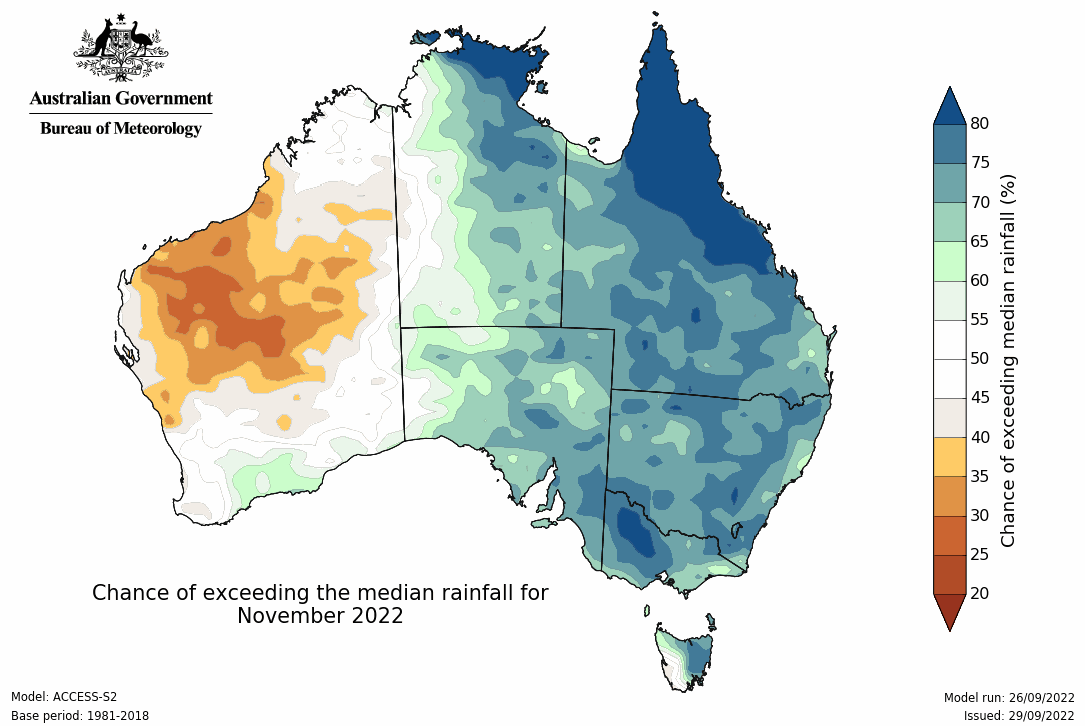 Australian Government
Bureau of Meteorology
80
75
70
65
60
55
50
45
40
35
30
25
20
Chance of exceeding median rainfall (%)
Chance of exceeding the median rainfall for
November 2022
Model: ACCESS-S2
Base period: 1981-2018
Model run: 26/09/2022
Issued: 29/09/2022